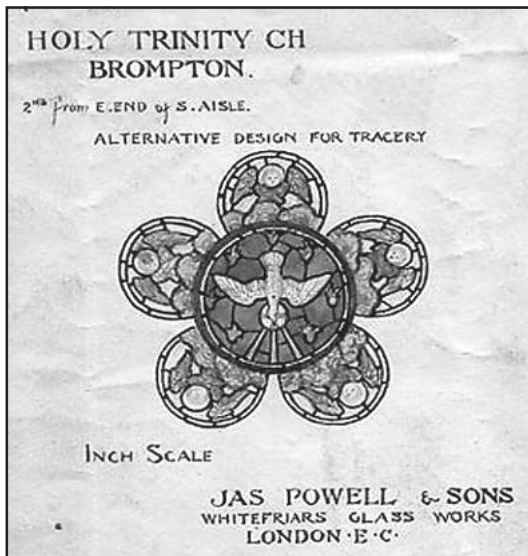 HOLY TRINITY CH
BROMPTON.
2ND from E. END of S. AISLE.
ALTERNATIVE DESIGN FOR TRACERY
INCH SCALE
JAS POWELL & SONS
WHITEFRIARS GLASS WORKS
LONDON · E · C ·